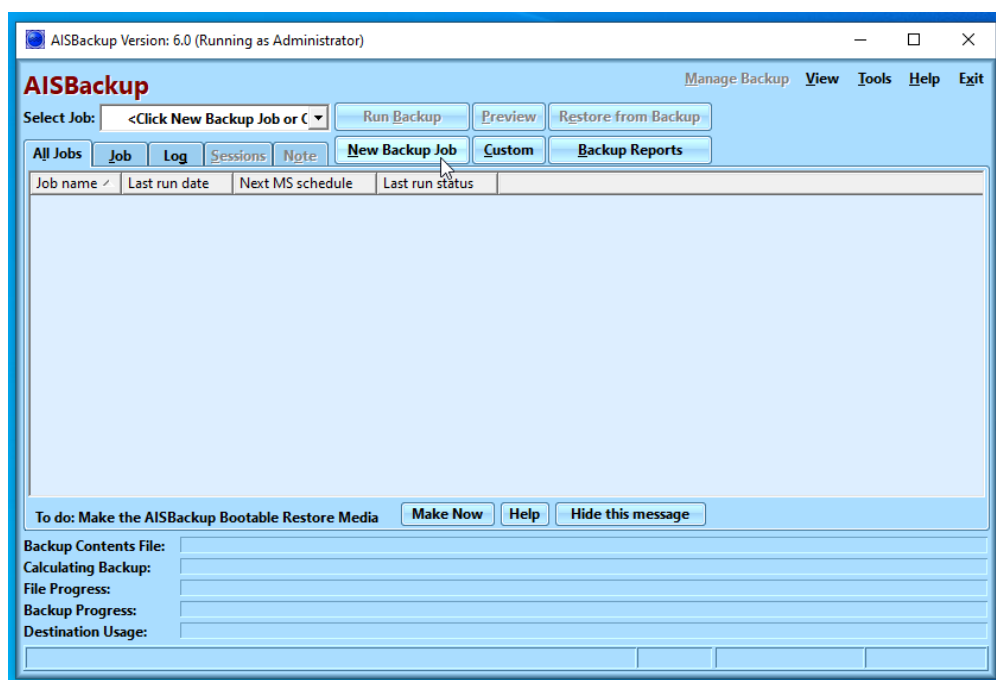 AISBackup Version: 6.0 (Running as Administrator)
AISBackup
Manage Backup View Tools Help Exit
Select Job: <Click New Backup Job or C Run Backup Preview Restore from Backup
All Jobs Job Log Sessions Note New Backup Job Custom Backup Reports
Job name Last run date Next MS schedule Last run status
To do: Make the AISBackup Bootable Restore Media Make Now Help Hide this message
Backup Contents File:
Calculating Backup:
File Progress:
Backup Progress:
Destination Usage: